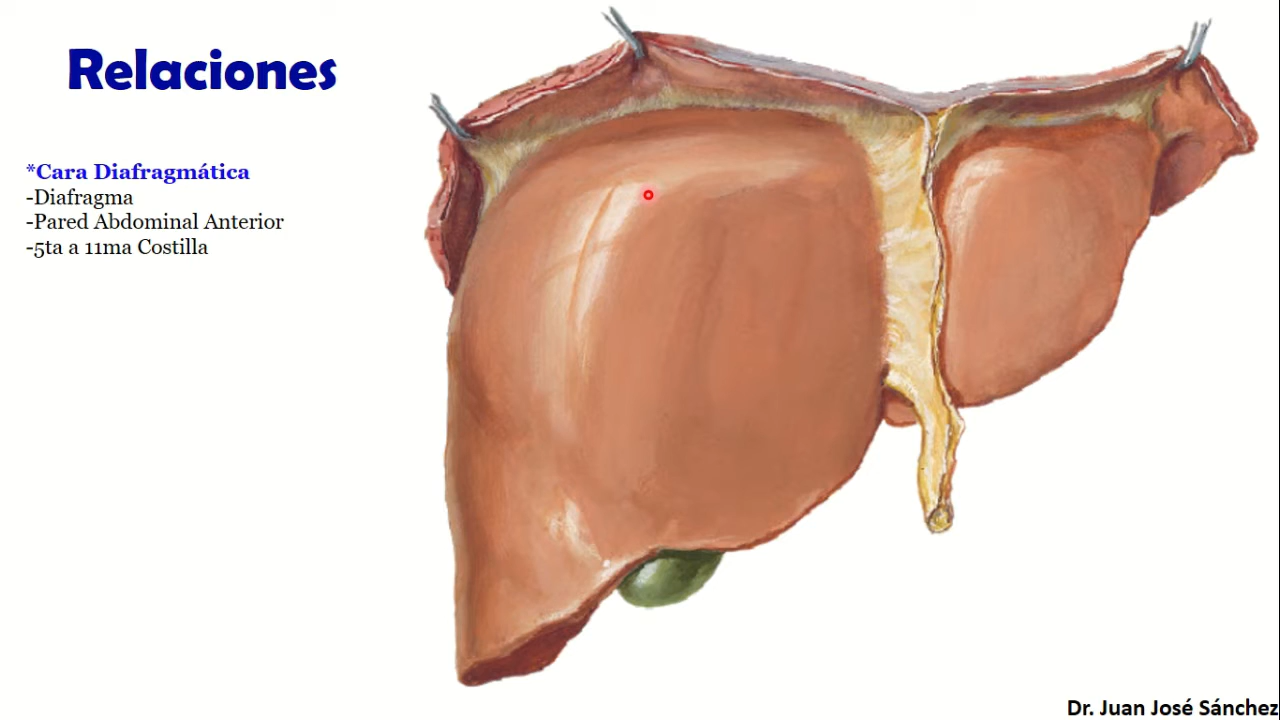 Relaciones
*Cara Diafragmática
-Diafragma
-Pared Abdominal Anterior
-5ta a 11ma Costilla
Dr. Juan José Sánchez